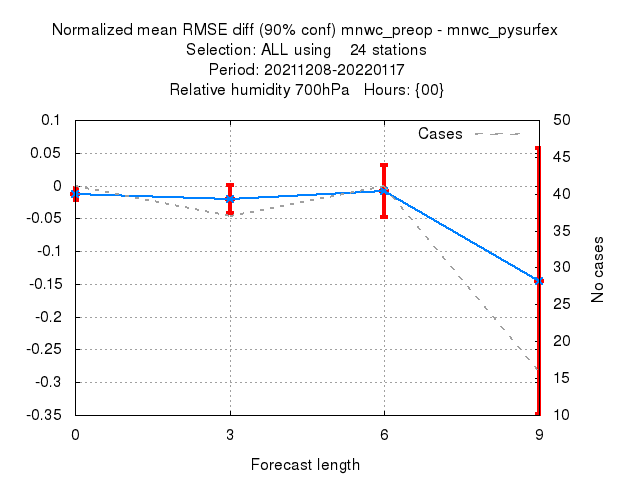 Normalized mean RMSE diff (90% conf) mnwc_preop - mnwc_pysurfex
Selection: ALL using    24 stations
Period: 20211208-20220117
Relative humidity 700hPa   Hours: {00}
Cases
0.1
0.05
0
-0.05
-0.1
-0.15
-0.2
-0.25
-0.3
-0.35
50
45
40
35
30
25
20
15
10
No cases
0 3 6 9
Forecast length